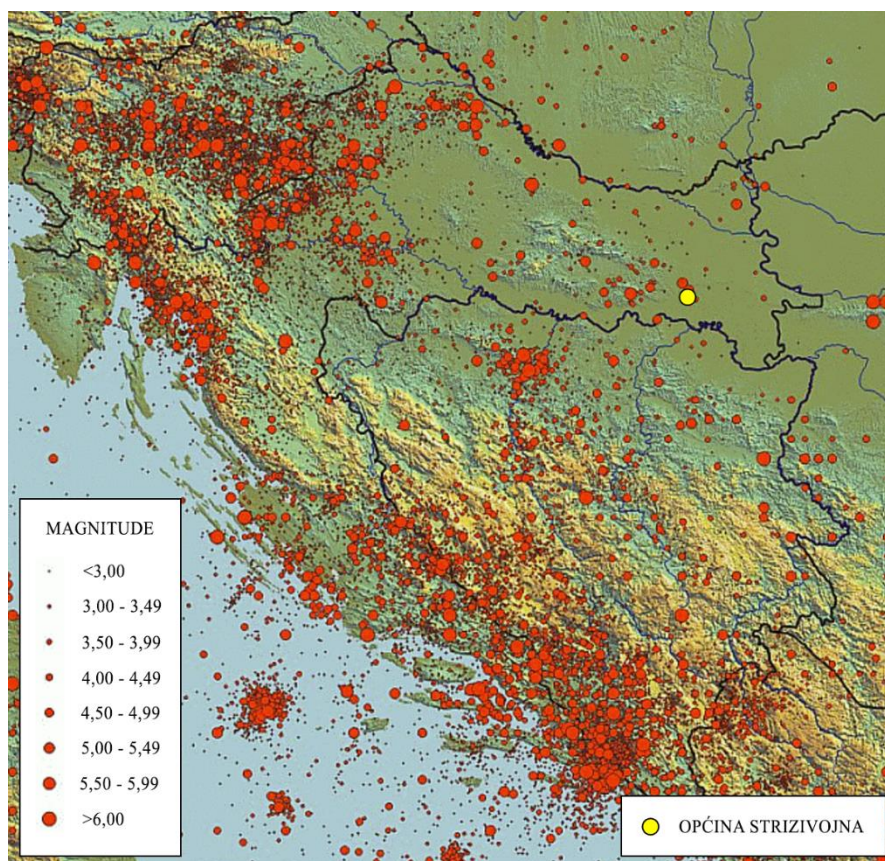 MAGNITUDE
<3,00
3,00 - 3,49
3,50 - 3,99
4,00 - 4,49
4,50 - 4,99
5,00 - 5,49
5,50 - 5,99
>6,00
OPĆINA STRIZIVOJNA